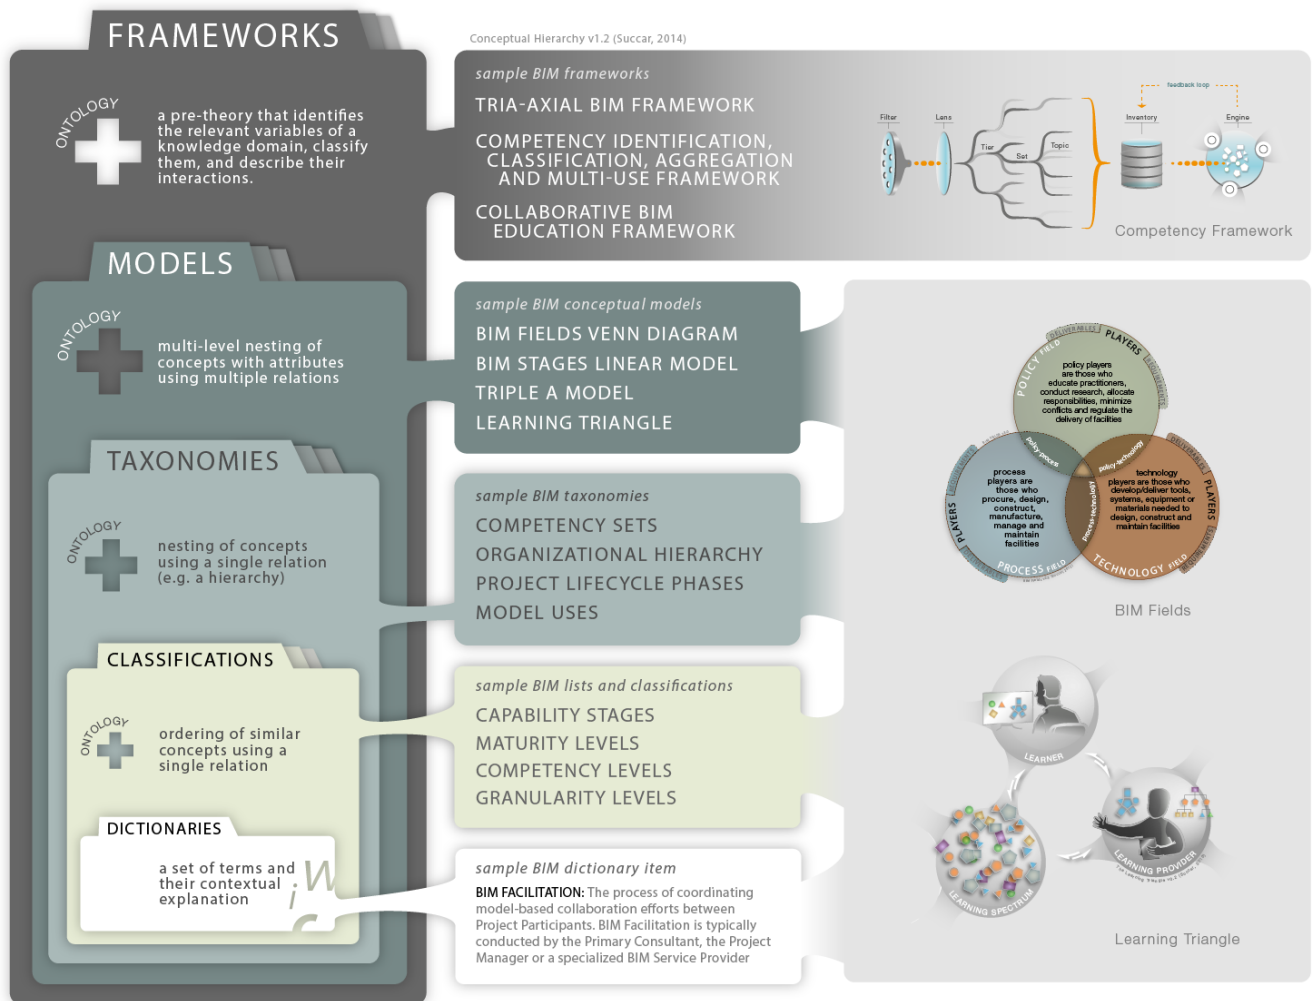 FRAMEWORKS
ONTOLOGY
a pre-theory that identifies
the relevant variables of a
knowledge domain, classify
them, and describe their
interactions.
MODELS
ONTOLOGY
multi-level nesting of
concepts with attributes
using multiple relations
TAXONOMIES
ONTOLOGY
nesting of concepts
using a single relation
(e.g. a hierarchy)
CLASSIFICATIONS
ONTOLOGY
ordering of similar
concepts using a
single relation
DICTIONARIES
a set of terms and
their contextual
explanation
W
i
Conceptual Hierarchy v1.2 (Succar, 2014)
sample BIM frameworks
TRIA-AXIAL BIM FRAMEWORK
COMPETENCY IDENTIFICATION,
CLASSIFICATION, AGGREGATION
AND MULTI-USE FRAMEWORK
COLLABORATIVE BIM
EDUCATION FRAMEWORK
feedback loop
Filter
Lens
Tier
Set
Topic
Inventory
Engine
Competency Framework
sample BIM conceptual models
BIM FIELDS VENN DIAGRAM
BIM STAGES LINEAR MODEL
TRIPLE A MODEL
LEARNING TRIANGLE
sample BIM taxonomies
COMPETENCY SETS
ORGANIZATIONAL HIERARCHY
PROJECT LIFECYCLE PHASES
MODEL USES
sample BIM lists and classifications
CAPABILITY STAGES
MATURITY LEVELS
COMPETENCY LEVELS
GRANULARITY LEVELS
sample BIM dictionary item
BIM FACILITATION: The process of coordinating
model-based collaboration efforts between
Project Participants. BIM Facilitation is typically
conducted by the Primary Consultant, the Project
Manager or a specialized BIM Service Provider
DELIVERABLES
PLAYERS
REQUIREMENTS
POLICY FIELD
policy players
are those who
educate practitioners,
conduct research, allocate
responsibilities, minimize
conflicts and regulate the
delivery of facilities
policy-process
policy-technology
process-technology
PLAYERS
process
players are
those who
procure, design,
construct,
manufacture,
manage and
maintain
facilities
PROCESS FIELD
DELIVERABLES
PLAYERS
technology
players are those who
develop/deliver tools,
systems, equipment or
materials needed to
design, construct and
maintain facilities
TECHNOLOGY FIELD
BIM Fields
LEARNER
LEARNING PROVIDER
LEARNING SPECTRUM
Learning Triangle